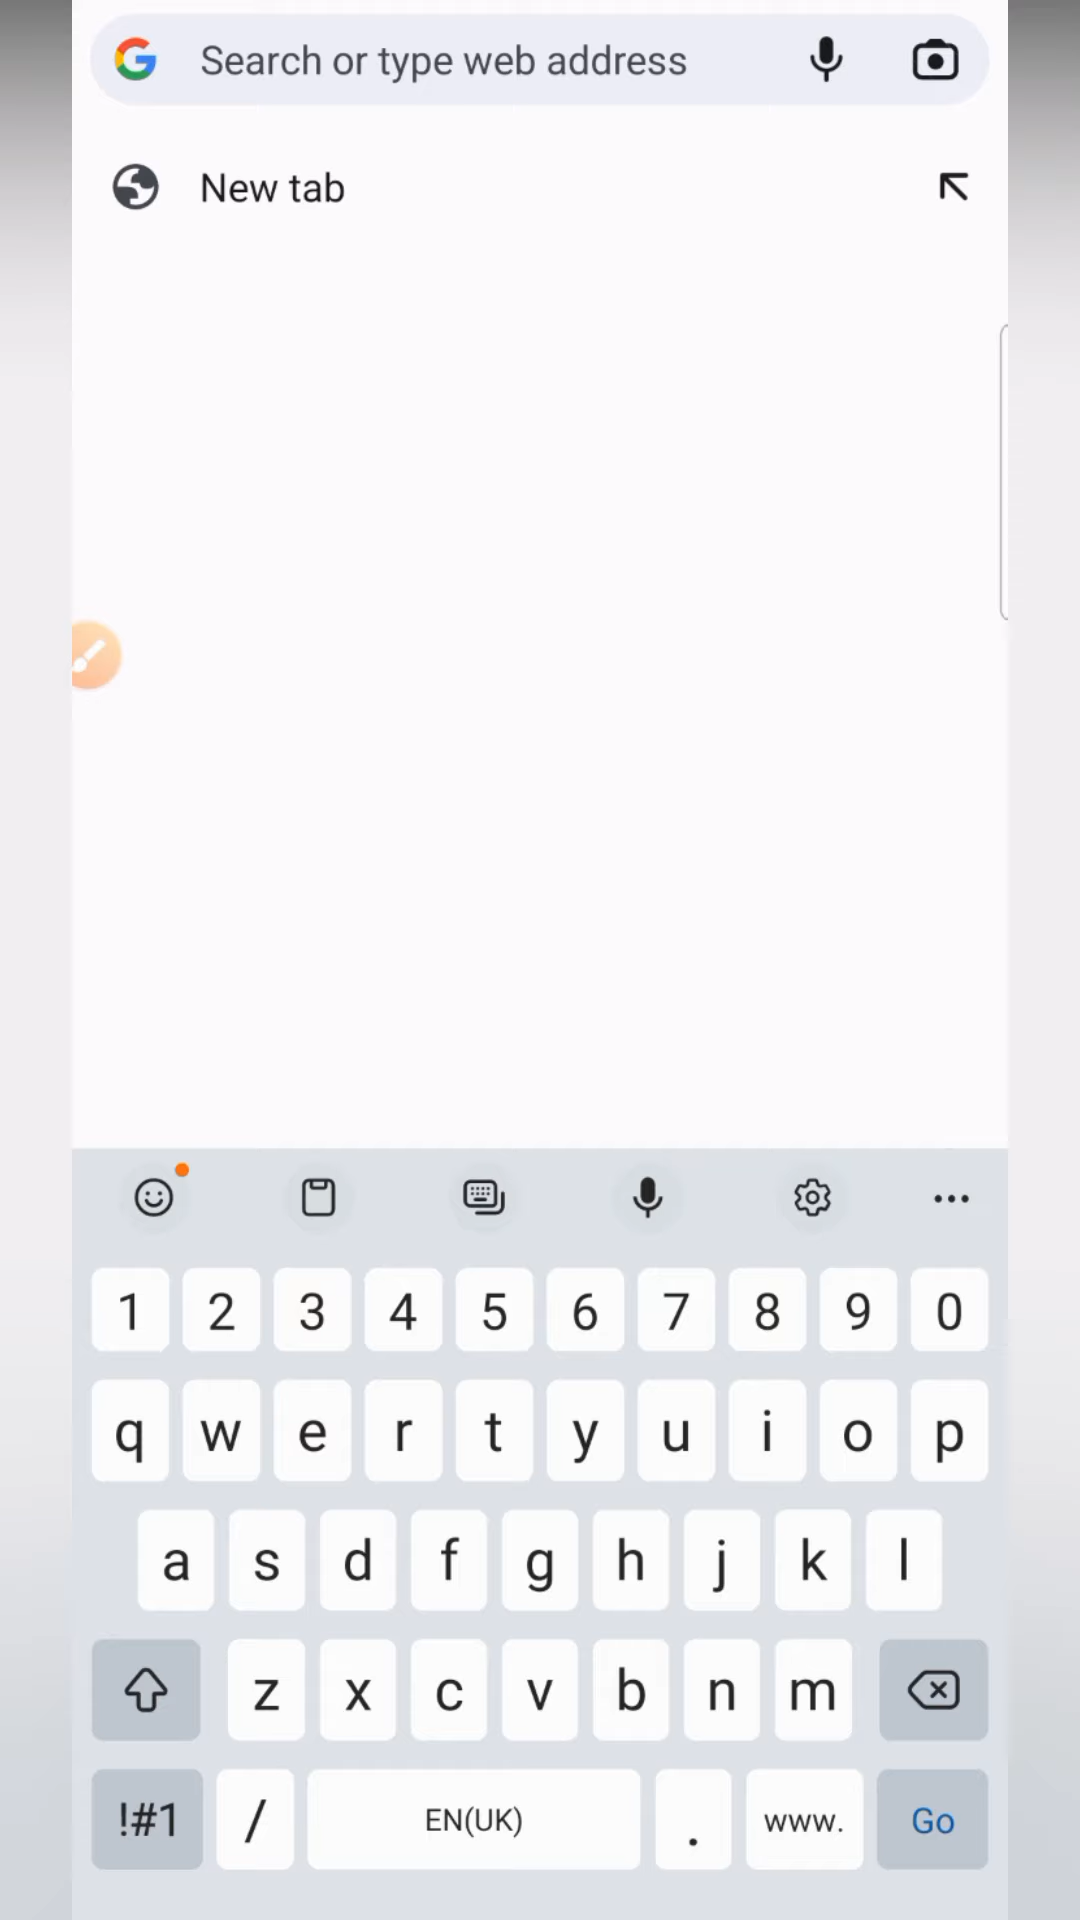 Search or type web address
New tab
1 2 3 4 5 6 7 8 9 0
q w e r t y u i o p
a s d f g h j k l
z x c v b n m
!#1 / EN(UK) . www. Go